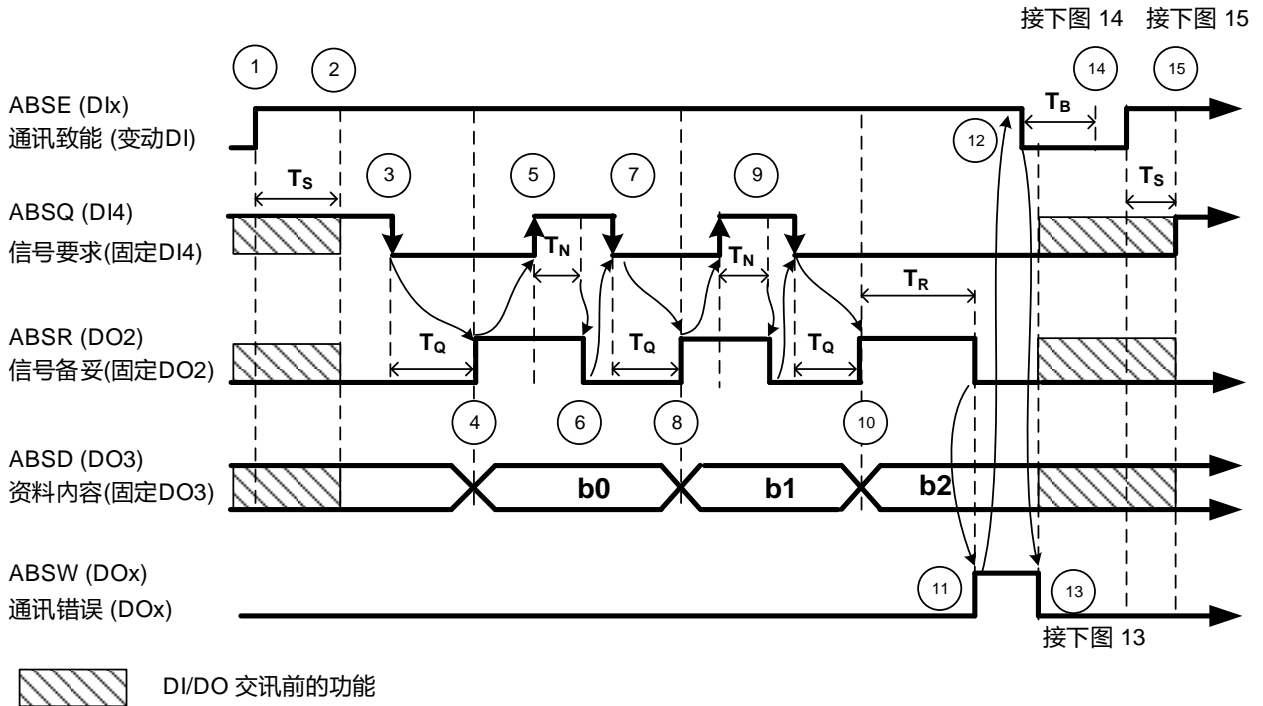 接下图 14 接下图 15
1 2 14 15
ABSE (DIx)
通讯致能 (变动DI)
TB
12
TS 3 5 7 9 TS
ABSQ (DI4)
信号要求(固定DI4)
TN TN TR
ABSR (DO2)
信号备妥(固定DO2)
TQ TQ TQ
4 6 8 10
ABSD (DO3)
资料内容(固定DO3)
b0 b1 b2
ABSW (DOx)
通讯错误 (DOx)
11 13
接下图 13
DI/DO 交讯前的功能